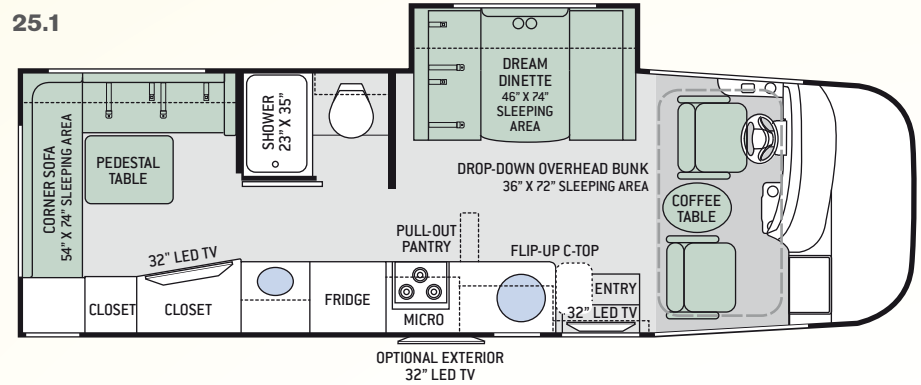 25.1
CORNER SOFA
54" X 74" SLEEPING AREA
PEDESTAL
TABLE
SHOWER
23" X 35"
DREAM
DINETTE
46" X 74"
SLEEPING
AREA
DROP-DOWN OVERHEAD BUNK
36" X 72" SLEEPING AREA
COFFEE
TABLE
32" LED TV
CLOSET
CLOSET
FRIDGE
PULL-OUT
PANTRY
MICRO
FLIP-UP C-TOP
ENTRY
32" LED TV
OPTIONAL EXTERIOR
32" LED TV